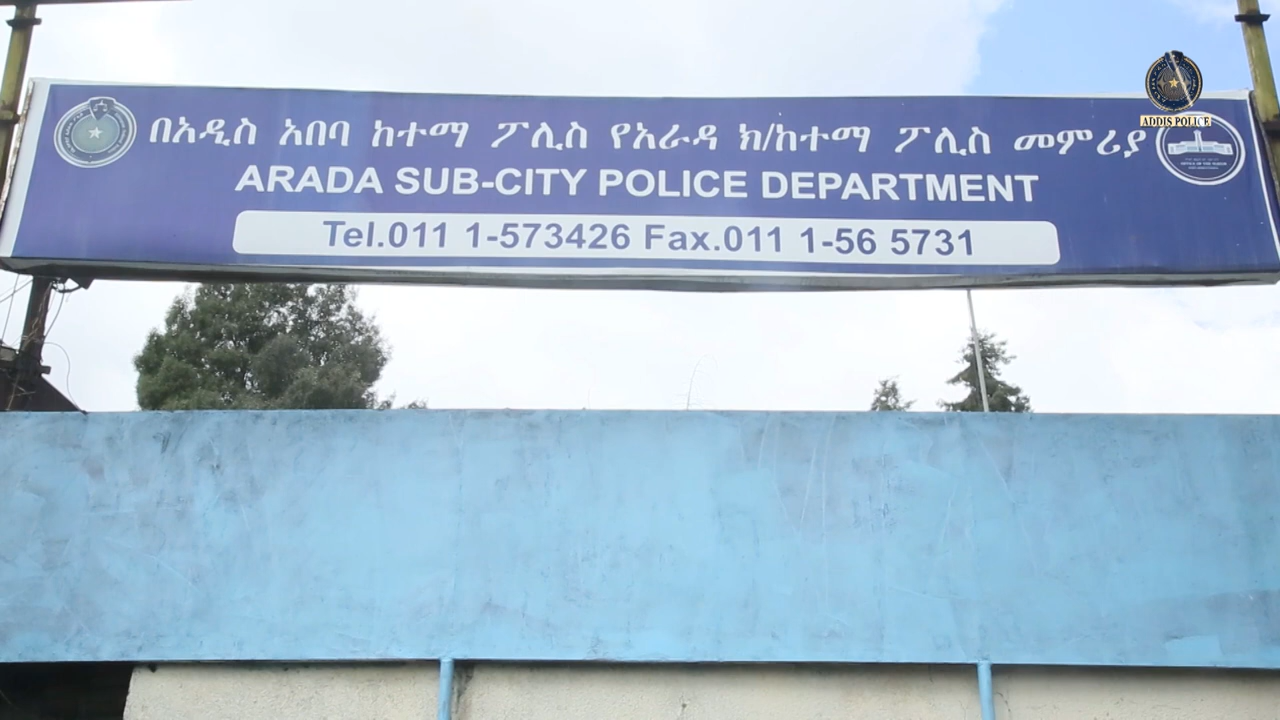 በአዲስ አበባ ከተማ ፖሊስ የአራዳ ክ/ከተማ ፖሊስ መምሪያ
ARADA SUB-CITY POLICE DEPARTMENT
Tel.011 1-573426 Fax.011 1-56 5731
ADDIS POLICE